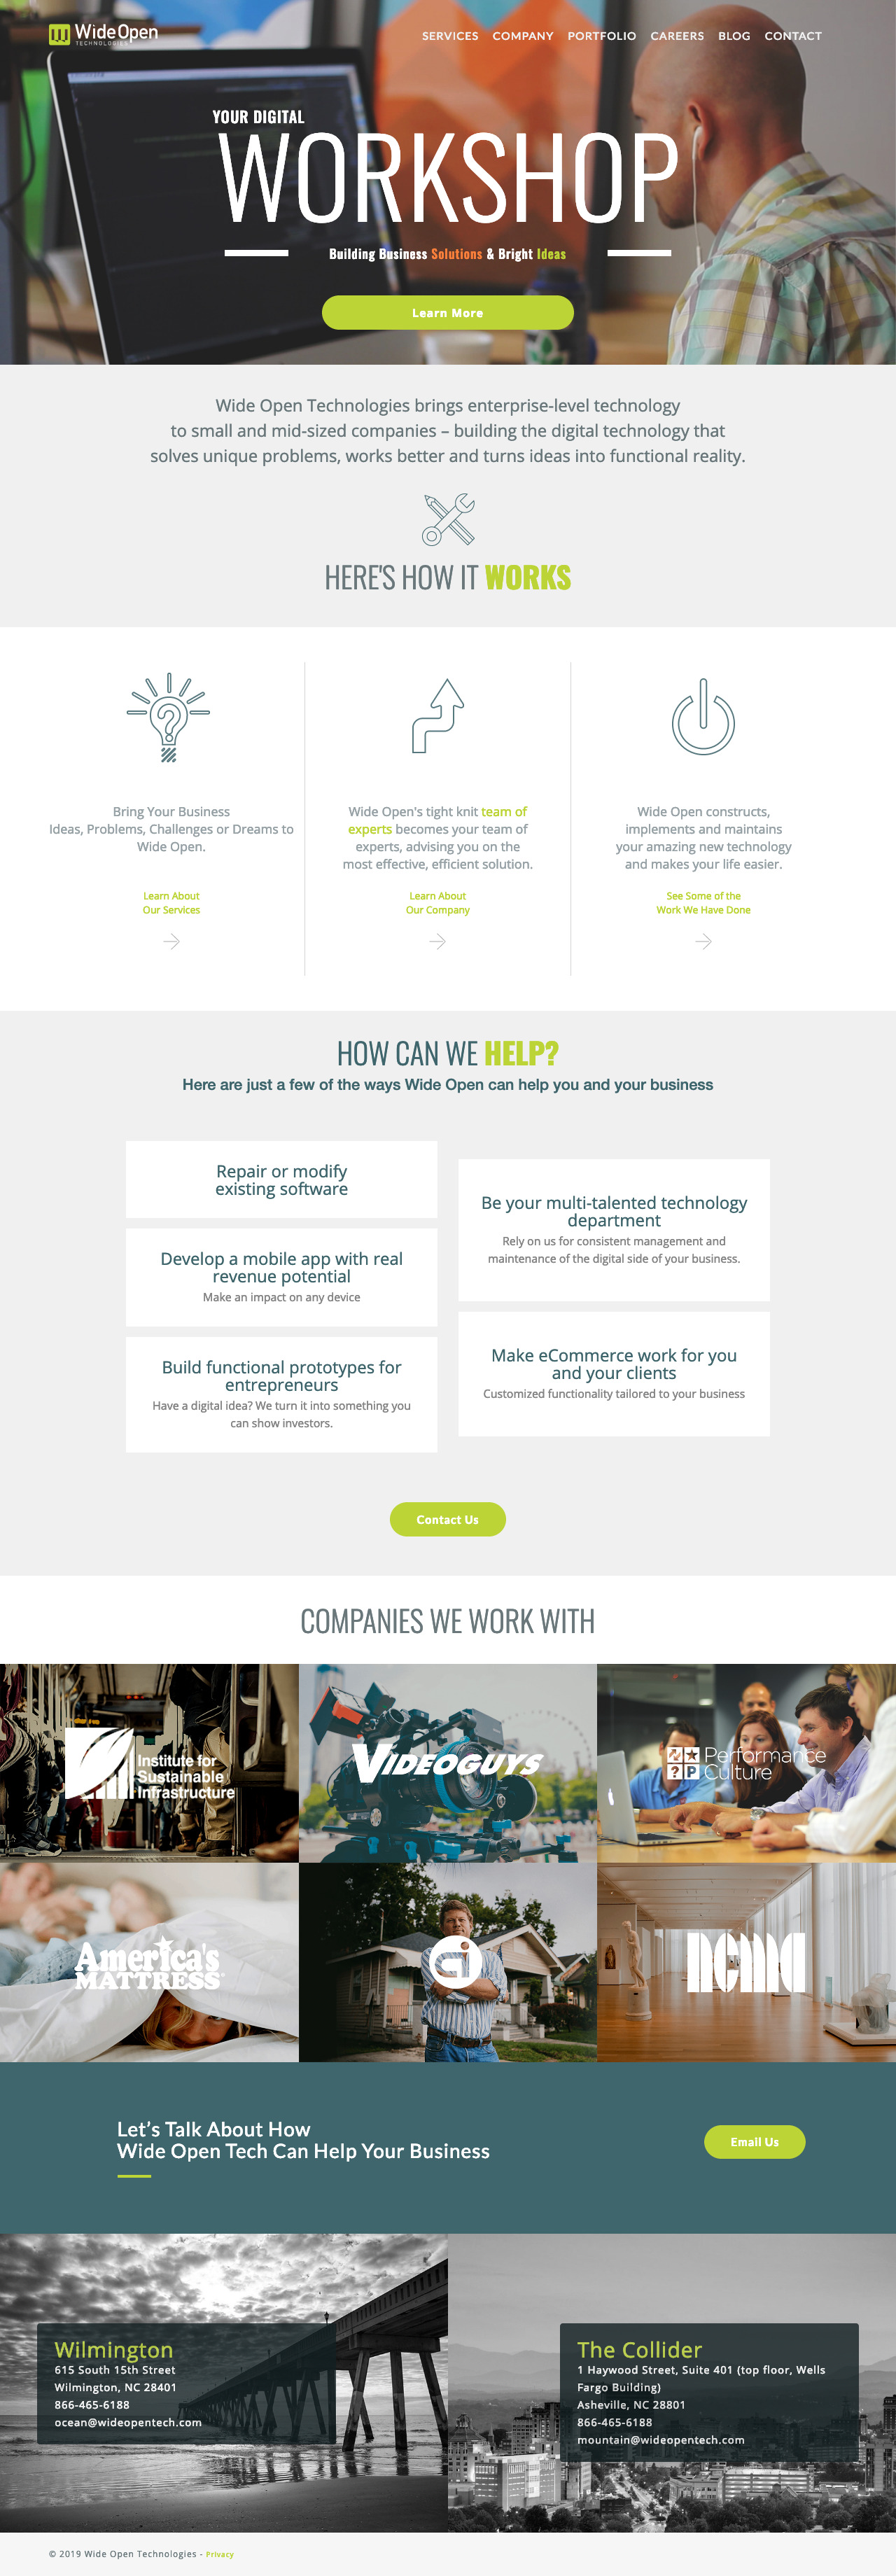 WideOpen
TECHNOLOGIES
SERVICES COMPANY PORTFOLIO CAREERS BLOG CONTACT
YOUR DIGITAL
WORKSHOP
Building Business Solutions & Bright Ideas
Learn More
Wide Open Technologies brings enterprise-level technology
to small and mid-sized companies – building the digital technology that
solves unique problems, works better and turns ideas into functional reality.
HERE'S HOW IT WORKS
Bring Your Business
Ideas, Problems, Challenges or Dreams to
Wide Open.
Learn About
Our Services
Wide Open's tight knit team of
experts becomes your team of
experts, advising you on the
most effective, efficient solution.
Learn About
Our Company
Wide Open constructs,
implements and maintains
your amazing new technology
and makes your life easier.
See Some of the
Work We Have Done
HOW CAN WE HELP?
Here are just a few of the ways Wide Open can help you and your business
Repair or modify
existing software
Develop a mobile app with real
revenue potential
Make an impact on any device
Build functional prototypes for
entrepreneurs
Have a digital idea? We turn it into something you
can show investors.
Be your multi-talented technology
department
Rely on us for consistent management and
maintenance of the digital side of your business.
Make eCommerce work for you
and your clients
Customized functionality tailored to your business
Contact Us
COMPANIES WE WORK WITH
Institute for
Sustainable
Infrastructure
VIDEOGUYS
Performance
Culture
America's
MATTRESS
ncma
Let's Talk About How
Wide Open Tech Can Help Your Business
Email Us
Wilmington
615 South 15th Street
Wilmington, NC 28401
866-465-6188
ocean@wideopentech.com
The Collider
1 Haywood Street, Suite 401 (top floor, Wells
Fargo Building)
Asheville, NC 28801
866-465-6188
mountain@wideopentech.com
© 2019 Wide Open Technologies - Privacy